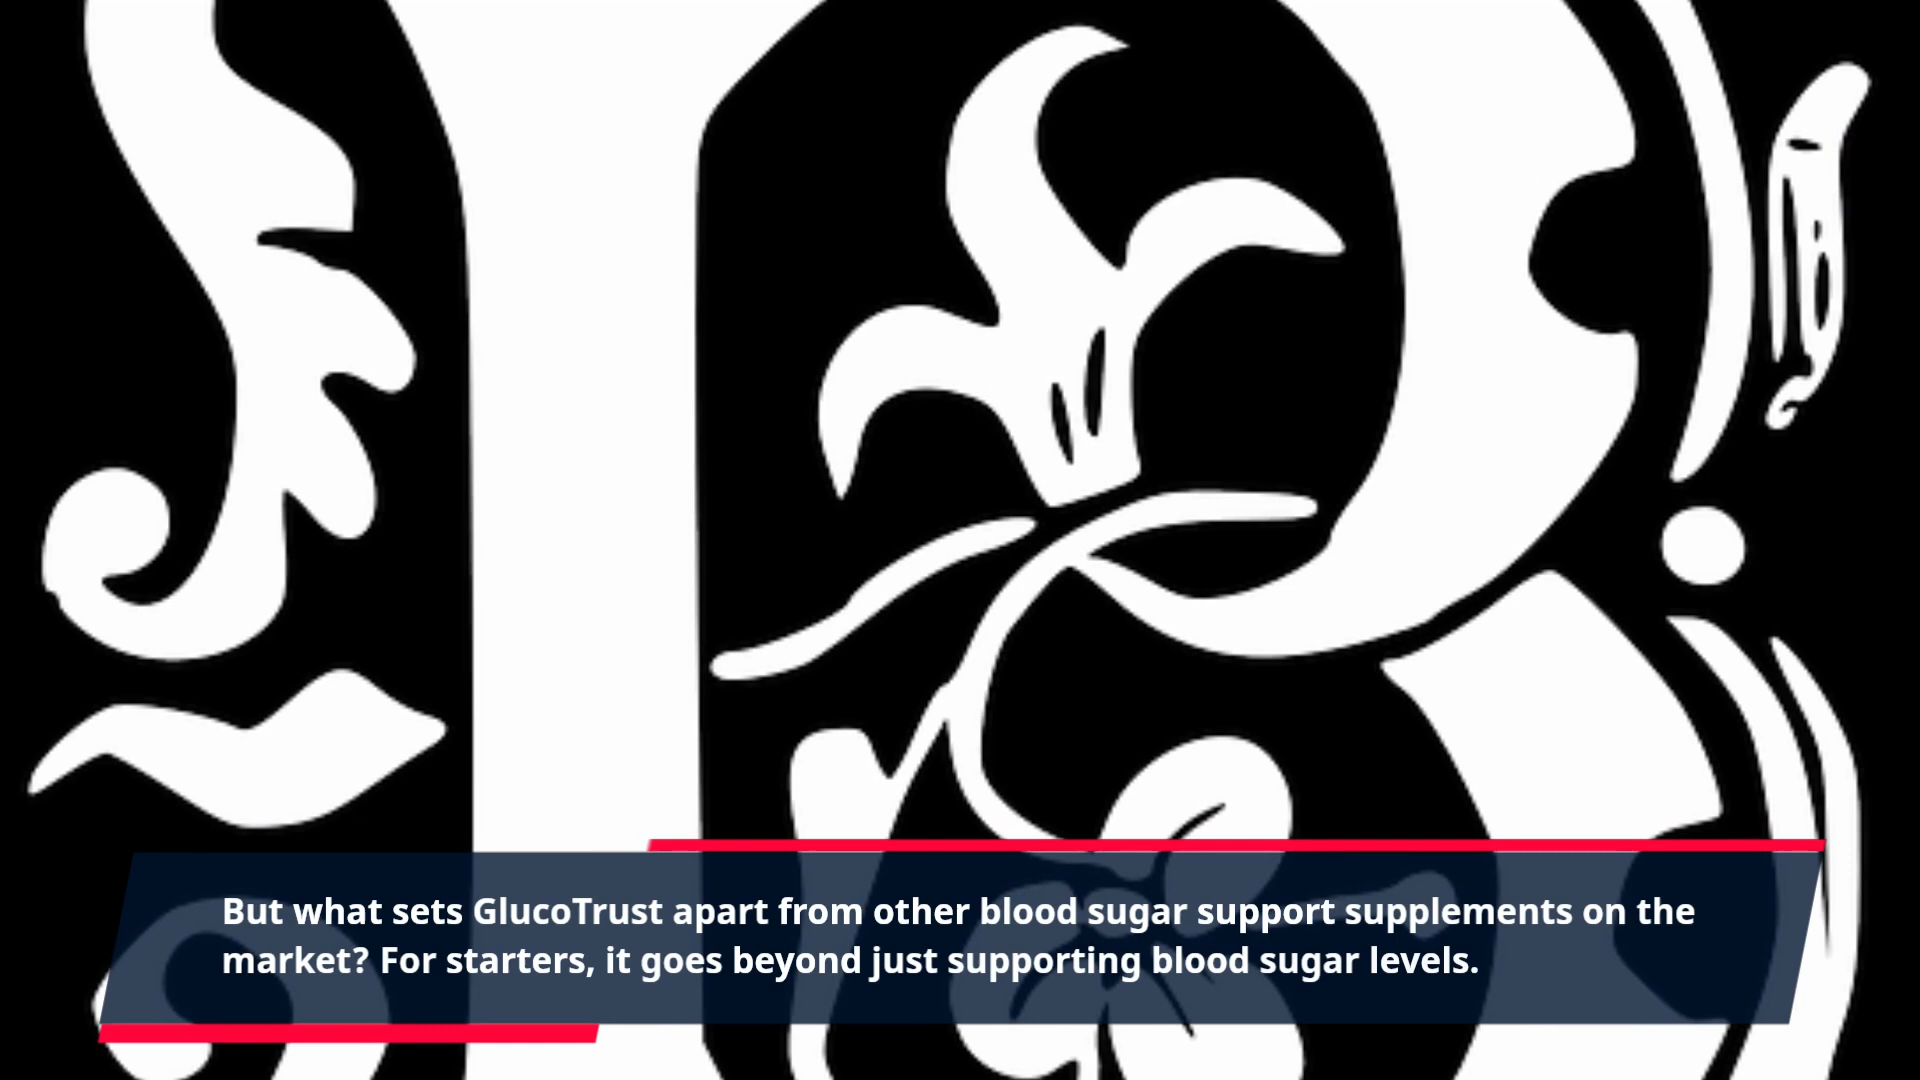 But what sets GlucoTrust apart from other blood sugar support supplements on the
market? For starters, it goes beyond just supporting blood sugar levels.